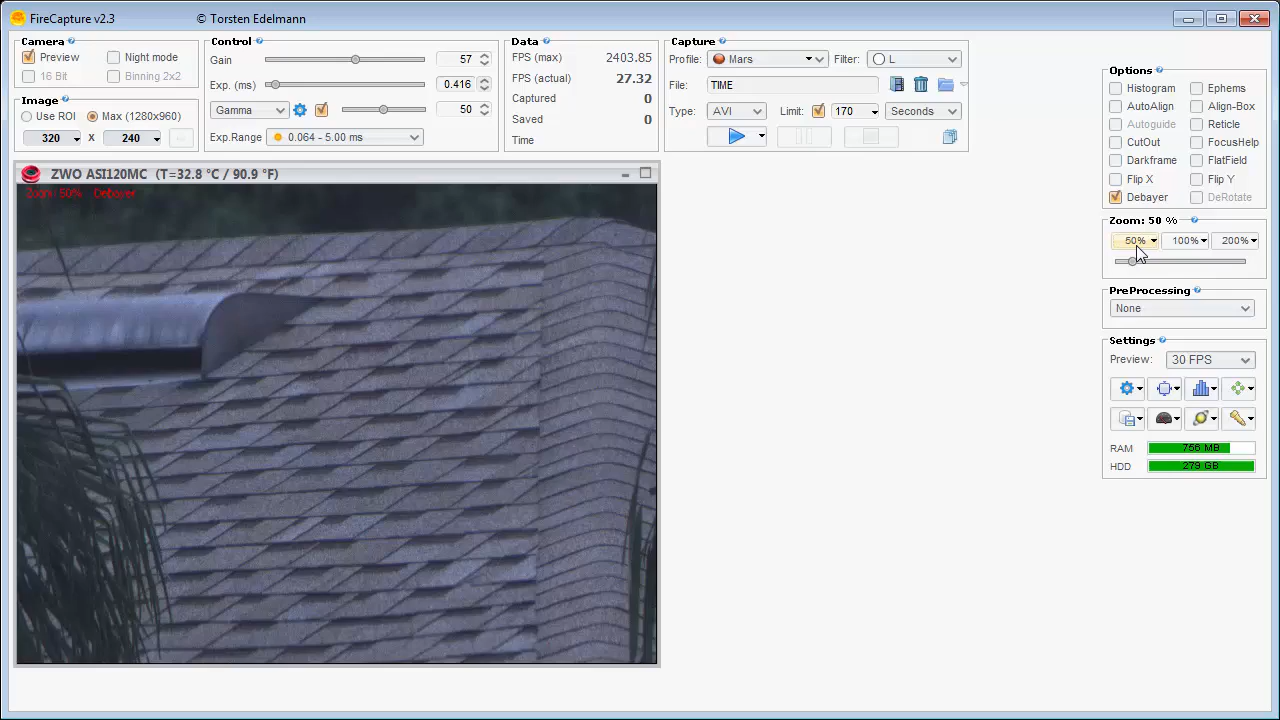 FireCapture v2.3 © Torsten Edelmann
Camera
Preview Night mode
16 Bit Binning 2x2
Image
Use ROI Max (1280x960)
320 x 240
Control
Gain 57
Exp. (ms) 0.416
Gamma 50
Exp.Range 0.064 - 5.00 ms
Data
FPS (max) 2403.85
FPS (actual) 27.32
Captured 0
Saved 0
Time
Capture
Profile: Mars Filter: L
File: TIME
Type: AVI Limit: 170 Seconds
ZWO ASI120MC (T=32.8 °C / 90.9 °F)
Zoom: 50% Debayer
Options
Histogram Ephems
AutoAlign Align-Box
Autoguide Reticle
CutOut FocusHelp
Darkframe FlatField
Flip X Flip Y
Debayer DeRotate
Zoom: 50 %
50% 100% 200%
PreProcessing
None
Settings
Preview: 30 FPS
RAM 756 MB
HDD 279 GB